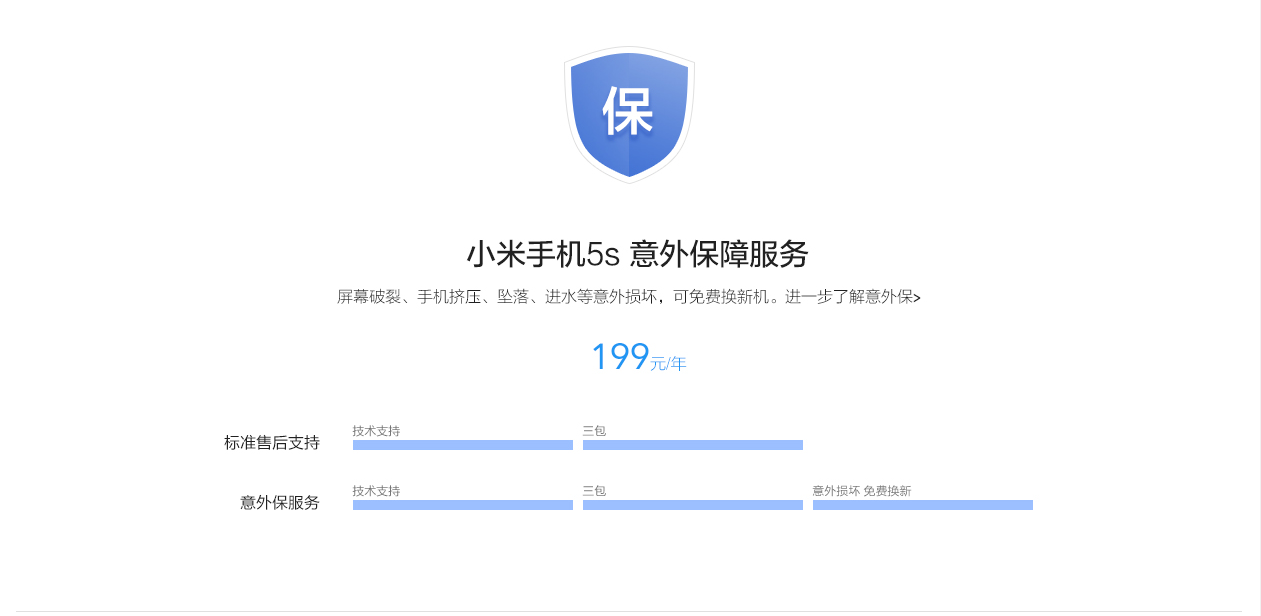 保
小米手机5s 意外保障服务
屏幕破裂、手机挤压、坠落、进水等意外损坏，可免费换新机。进一步了解意外保>
199元/年
技术支持 三包
标准售后支持
技术支持 三包 意外损坏 免费换新
意外保服务